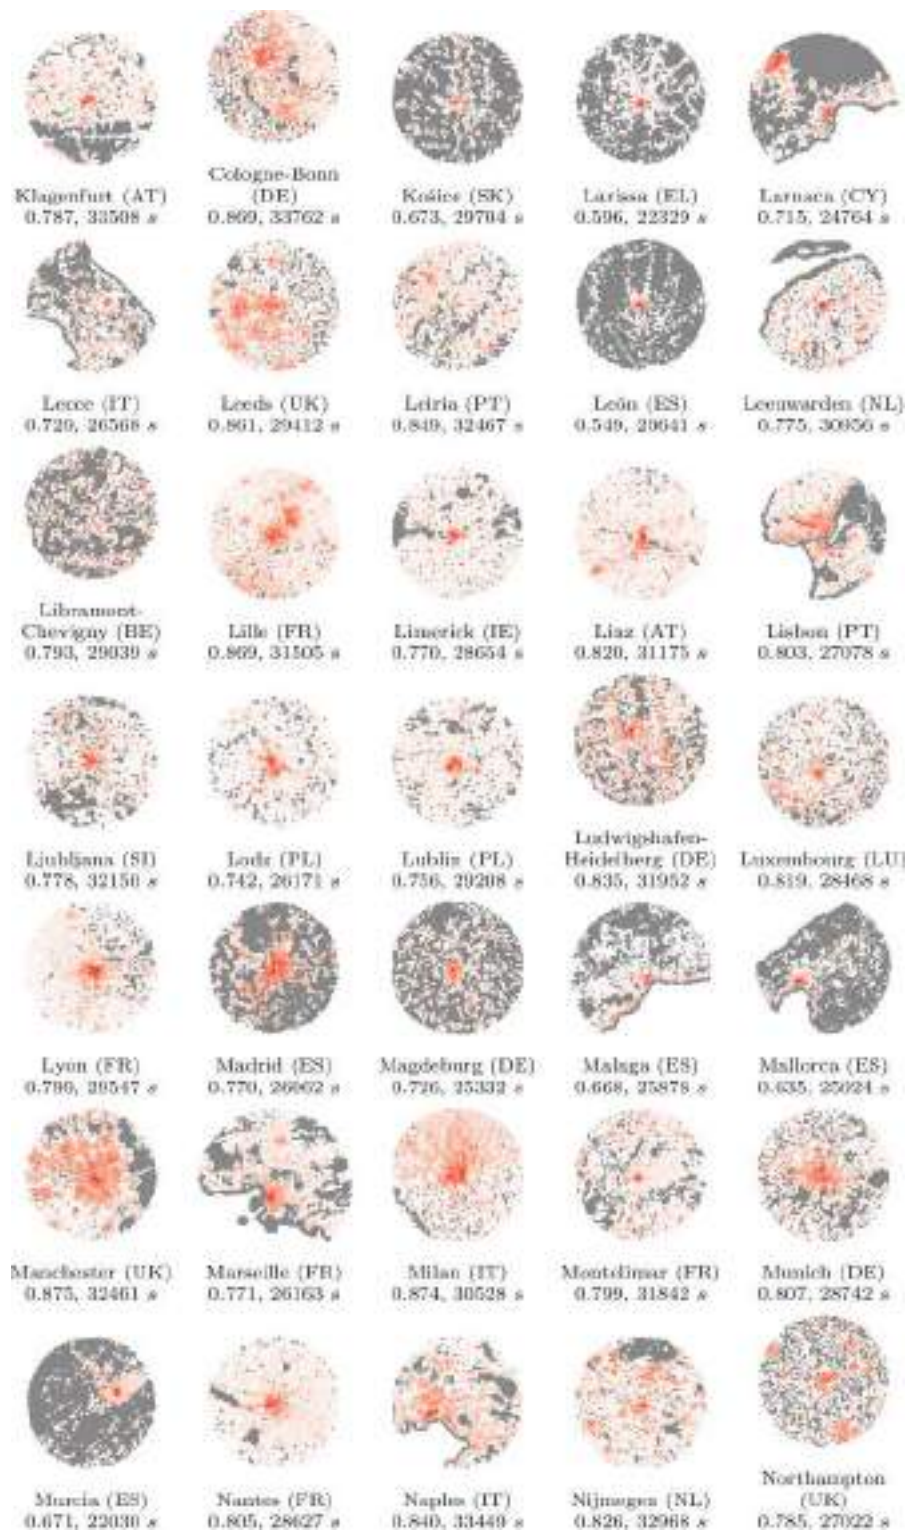 Klagenfurt (AT)
0.787, 33508 s
Cologne-Bonn
(DE)
0.869, 33762 s
Košice (SK)
0.673, 29704 s
Larissa (EL)
0.596, 22329 s
Larnaca (CY)
0.715, 24764 s
Lecce (IT)
0.720, 26568 s
Leeds (UK)
0.861, 29412 s
Leiria (PT)
0.849, 32467 s
León (ES)
0.549, 20641 s
Leeuwarden (NL)
0.775, 30956 s
Libramont-
Chevigny (BE)
0.793, 29039 s
Lille (FR)
0.869, 31505 s
Limerick (IE)
0.770, 28654 s
Linz (AT)
0.820, 31175 s
Lisbon (PT)
0.803, 27078 s
Ljubljana (SI)
0.778, 32150 s
Lodz (PL)
0.742, 26171 s
Lublin (PL)
0.756, 29208 s
Ludwigshafen-
Heidelberg (DE)
0.835, 31952 s
Luxembourg (LU)
0.819, 28468 s
Lyon (FR)
0.799, 29547 s
Madrid (ES)
0.770, 26062 s
Magdeburg (DE)
0.726, 25332 s
Malaga (ES)
0.668, 25878 s
Mallorca (ES)
0.635, 25024 s
Manchester (UK)
0.875, 32461 s
Marseille (FR)
0.771, 26163 s
Milan (IT)
0.874, 30528 s
Montelimar (FR)
0.799, 31842 s
Munich (DE)
0.807, 28742 s
Murcia (ES)
0.671, 22030 s
Nantes (FR)
0.805, 28627 s
Naples (IT)
0.840, 33449 s
Nijmegen (NL)
0.826, 32968 s
Northampton
(UK)
0.785, 27022 s